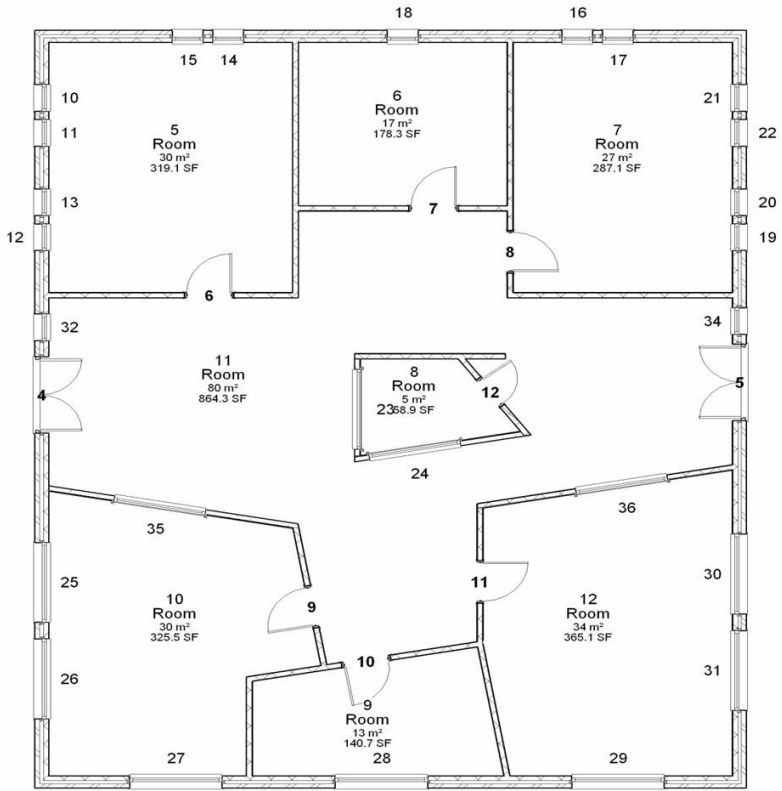 18
16
15
14
17
10
5
Room
30 m²
319.1 SF
6
Room
17 m²
178.3 SF
7
Room
27 m²
287.1 SF
21
11
22
13
20
12
7
19
8
6
32
34
11
Room
80 m²
864.3 SF
8
Room
5 m²
58.9 SF
4
23
12
5
24
35
36
25
10
Room
30 m²
325.5 SF
9
11
12
Room
34 m²
365.1 SF
30
10
26
31
9
Room
13 m²
140.7 SF
27
28
29